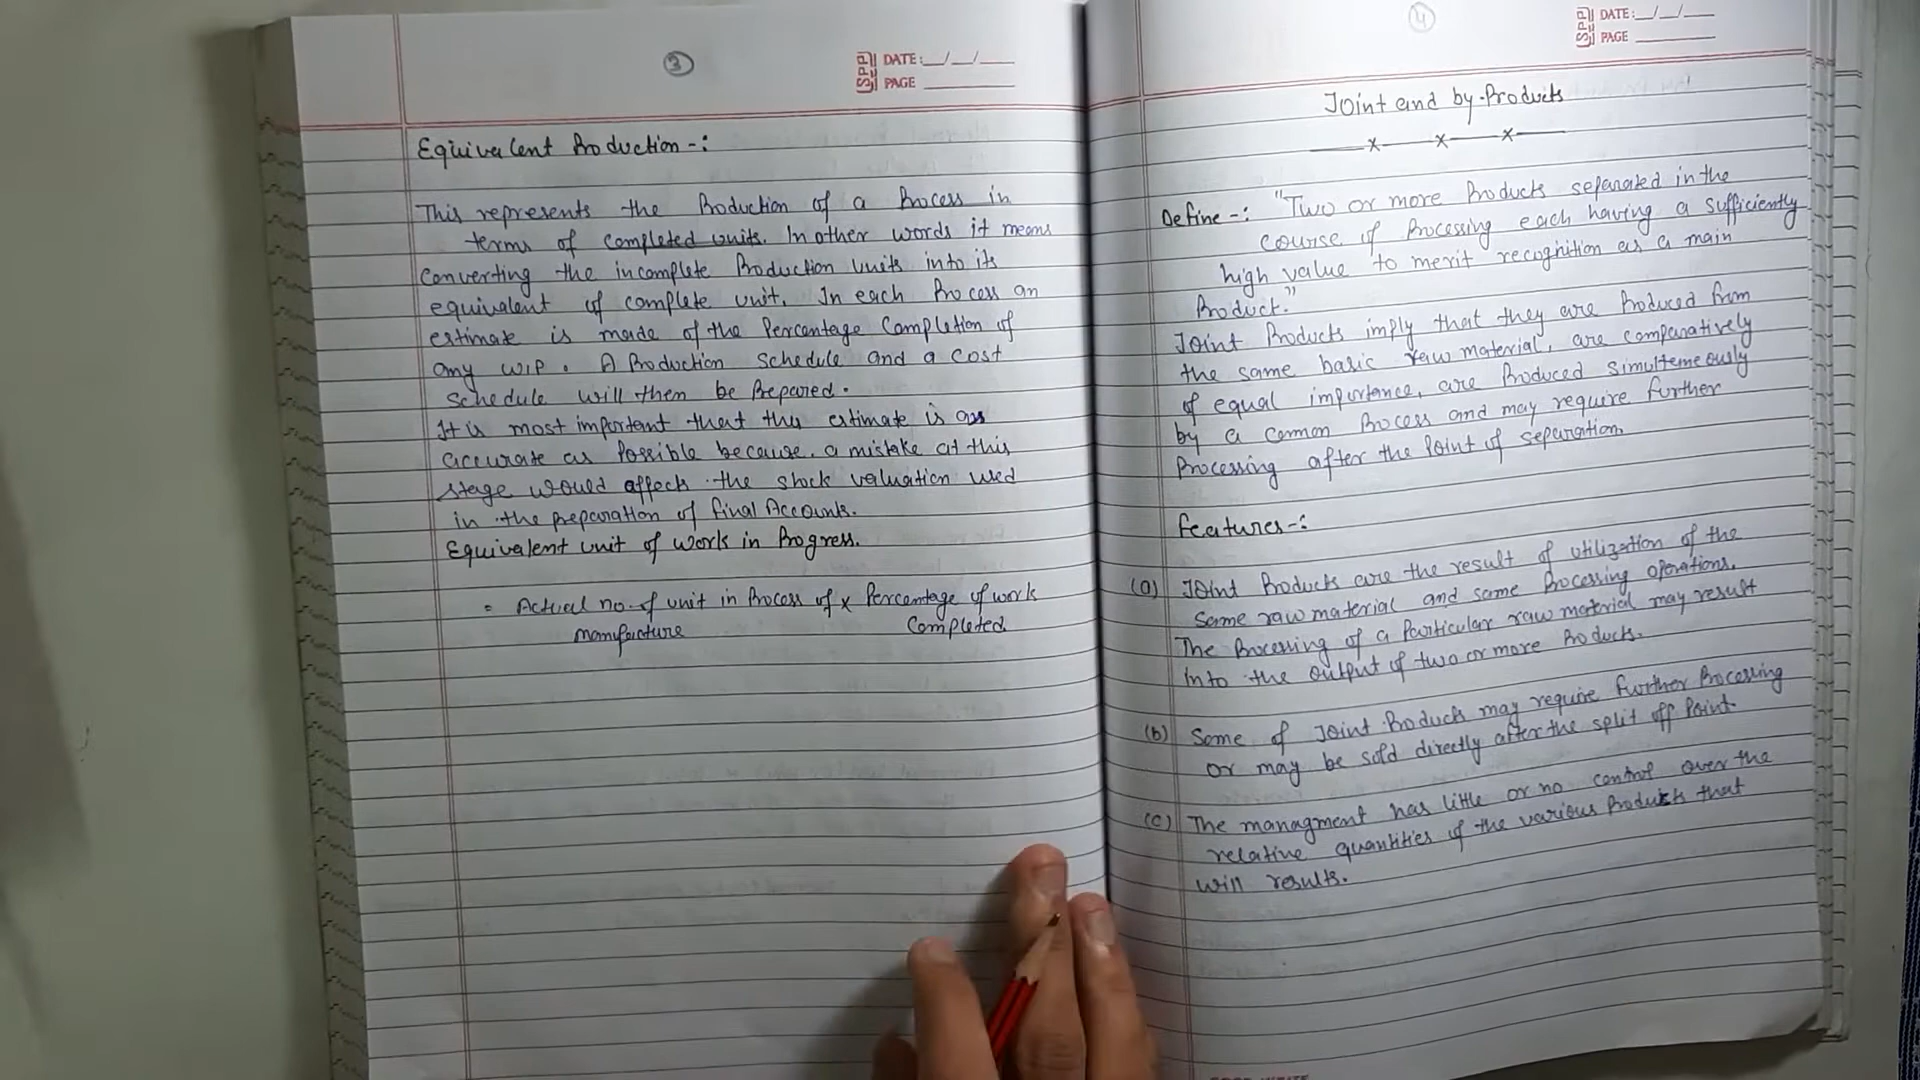 3
SPP DATE:__/__/____
PAGE
Equivalent Production -:
This represents the Production of a Process in
terms of completed units. In other words it means
Converting the incomplete Production Units into its
equivalent of complete unit. In each Process an
estimate is made of the Percentage Completion of
any WIP. A Production Schedule and a cost
Schedule will then be Prepared.
It is most important that this estimate is as
accurate as Possible because, a mistake at this
stage would affects the stock valuation used
in the preparation of final Accounts.
Equivalent unit of work in Progress.
= Actual no. of unit in Process of x Percentage of work
manufacture Completed
4
SPP DATE:__/__/____
PAGE
Joint and by-Products
——x——x——x——
Define -: "Two or more Products separated in the
course of Processing each having a sufficiently
high value to merit recognition as a main
Product."
Joint Products imply that they are Produced from
the same basic raw material, are comparatively
of equal importance, are Produced simultemeously
by a common Process and may require further
Processing after the Point of separation.
Features -:
(a) Joint Products are the result of utilization of the
Same raw material and same Processing operations.
The Processing of a Particular raw material may result
into the output of two or more Products.
(b) Some of Joint Products may require further Processing
or may be sold directly after the split off Point.
(c) The managment has little or no control over the
relative quantities of the various Products that
will results.